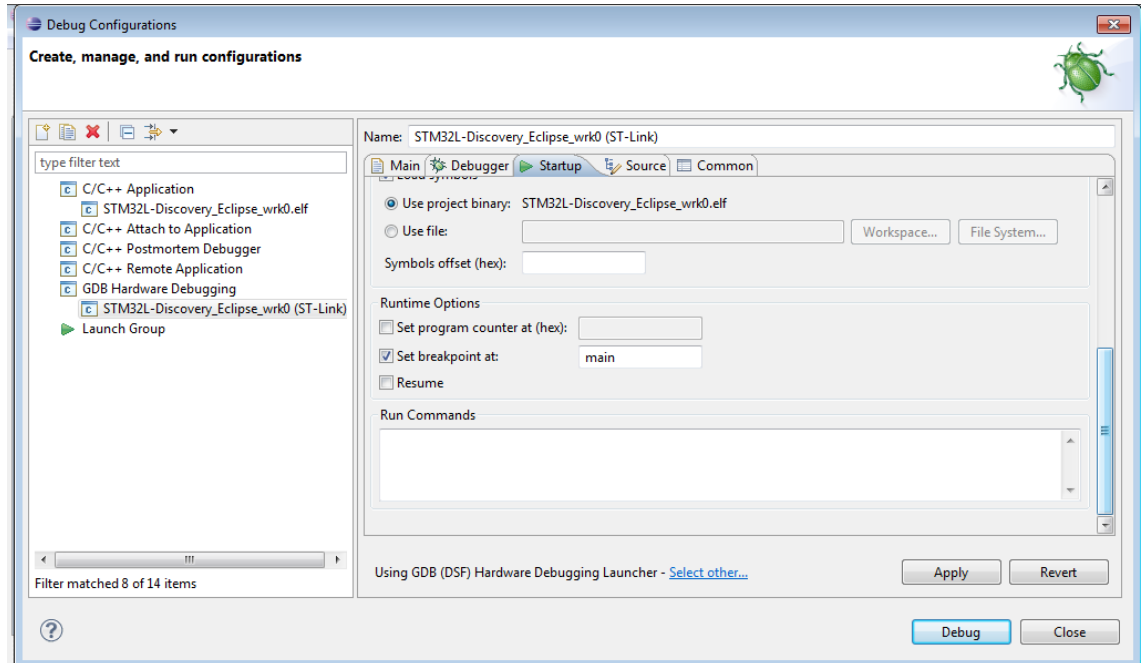 Debug Configurations
Create, manage, and run configurations
type filter text
C/C++ Application
STM32L-Discovery_Eclipse_wrk0.elf
C/C++ Attach to Application
C/C++ Postmortem Debugger
C/C++ Remote Application
GDB Hardware Debugging
STM32L-Discovery_Eclipse_wrk0 (ST-Link)
Launch Group
Filter matched 8 of 14 items
Name: STM32L-Discovery_Eclipse_wrk0 (ST-Link)
Main Debugger Startup Source Common
Load symbols
Use project binary: STM32L-Discovery_Eclipse_wrk0.elf
Use file: Workspace... File System...
Symbols offset (hex):
Runtime Options
Set program counter at (hex):
Set breakpoint at: main
Resume
Run Commands
Using GDB (DSF) Hardware Debugging Launcher - Select other... Apply Revert
Debug Close